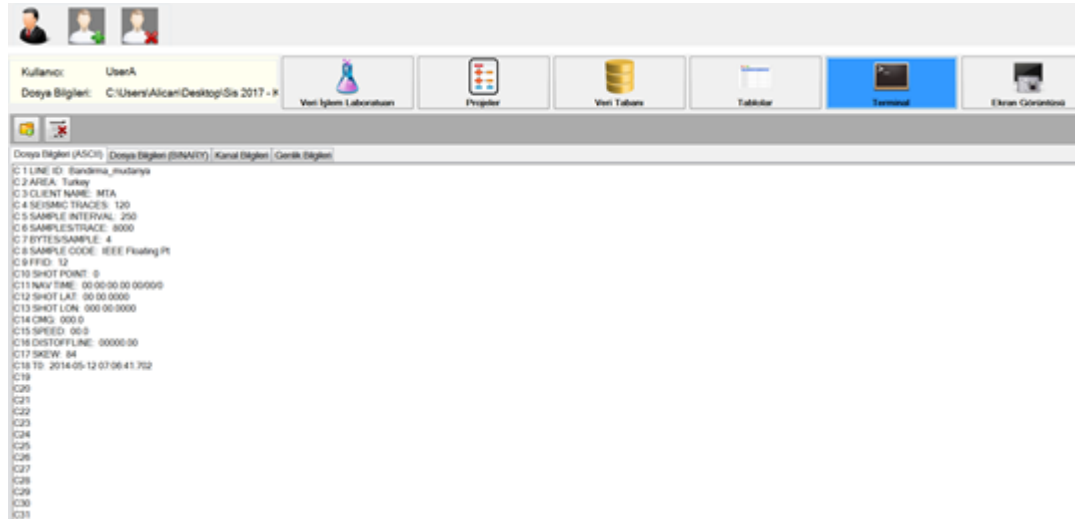 Kullanıcı: UserA
Dosya Bilgileri: C:\Users\Alican\Desktop\Sis 2017 - K
Veri İşlem Laboratuarı
Projeler
Veri Tabanı
Tablolar
Terminal
Ekran Görüntüsü
Dosya Bilgileri (ASCII) Dosya Bilgileri (BINARY) Kanal Bilgileri Genlik Bilgileri
C 1 LINE ID: Bandirma_mudanya
C 2 AREA: Turkey
C 3 CLIENT NAME: MTA
C 4 SEISMIC TRACES: 120
C 5 SAMPLE INTERVAL: 250
C 6 SAMPLES/TRACE: 8000
C 7 BYTES/SAMPLE: 4
C 8 SAMPLE CODE: IEEE Floating Pt
C 9 FFID: 12
C10 SHOT POINT: 0
C11 NAV TIME: 00:00:00.00 00/00/0
C12 SHOT LAT: 00 00.0000
C13 SHOT LON: 000 00.0000
C14 CMG: 000.0
C15 SPEED: 00.0
C16 DISTOFFLINE: 00000.00
C17 SKEW: 84
C18 T0: 2014-05-12 07:06:41.702
C19
C20
C21
C22
C23
C24
C25
C26
C27
C28
C29
C30
C31